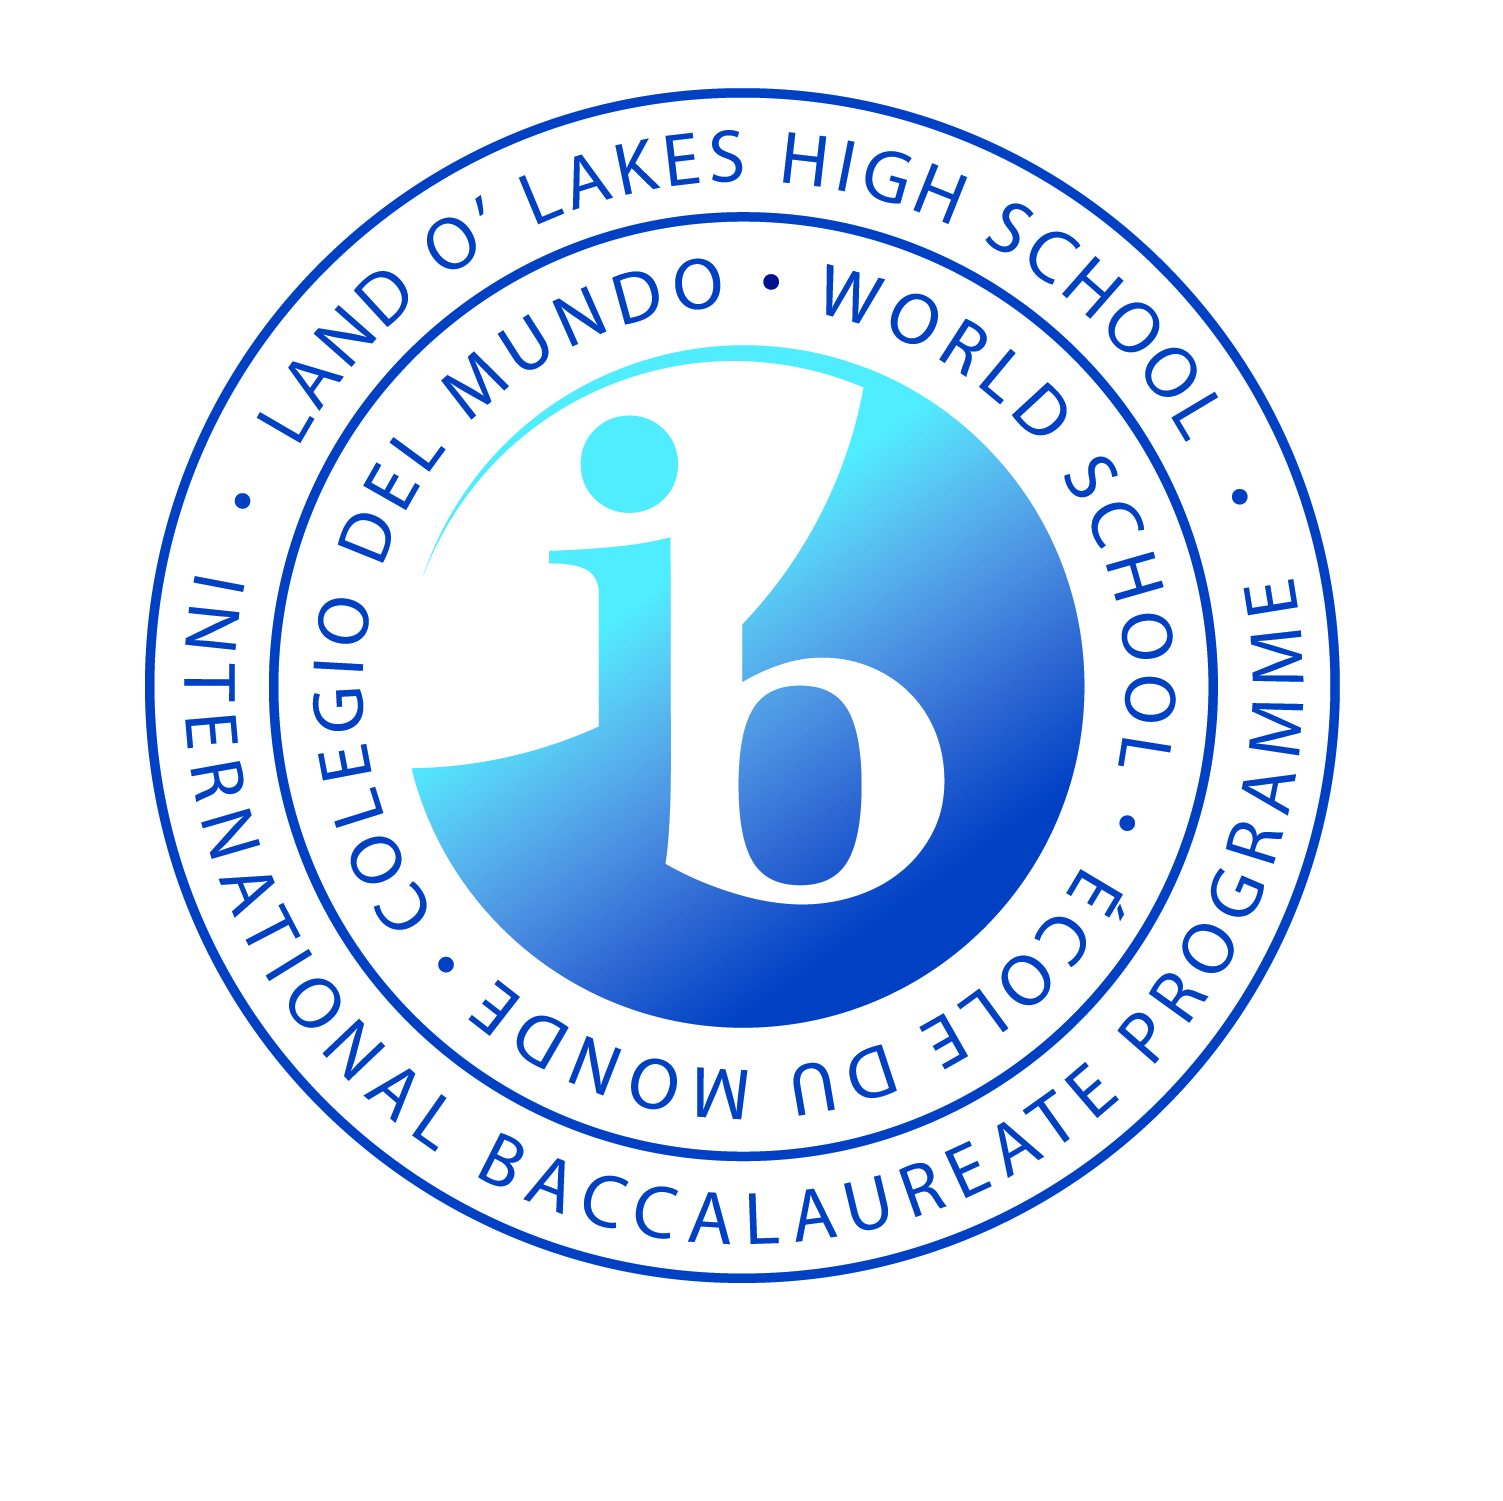 • LAND O’ LAKES HIGH SCHOOL •
INTERNATIONAL BACCALAUREATE PROGRAMME
• WORLD SCHOOL • ÉCOLE DU MONDE • COLEGIO DEL MUNDO
ib